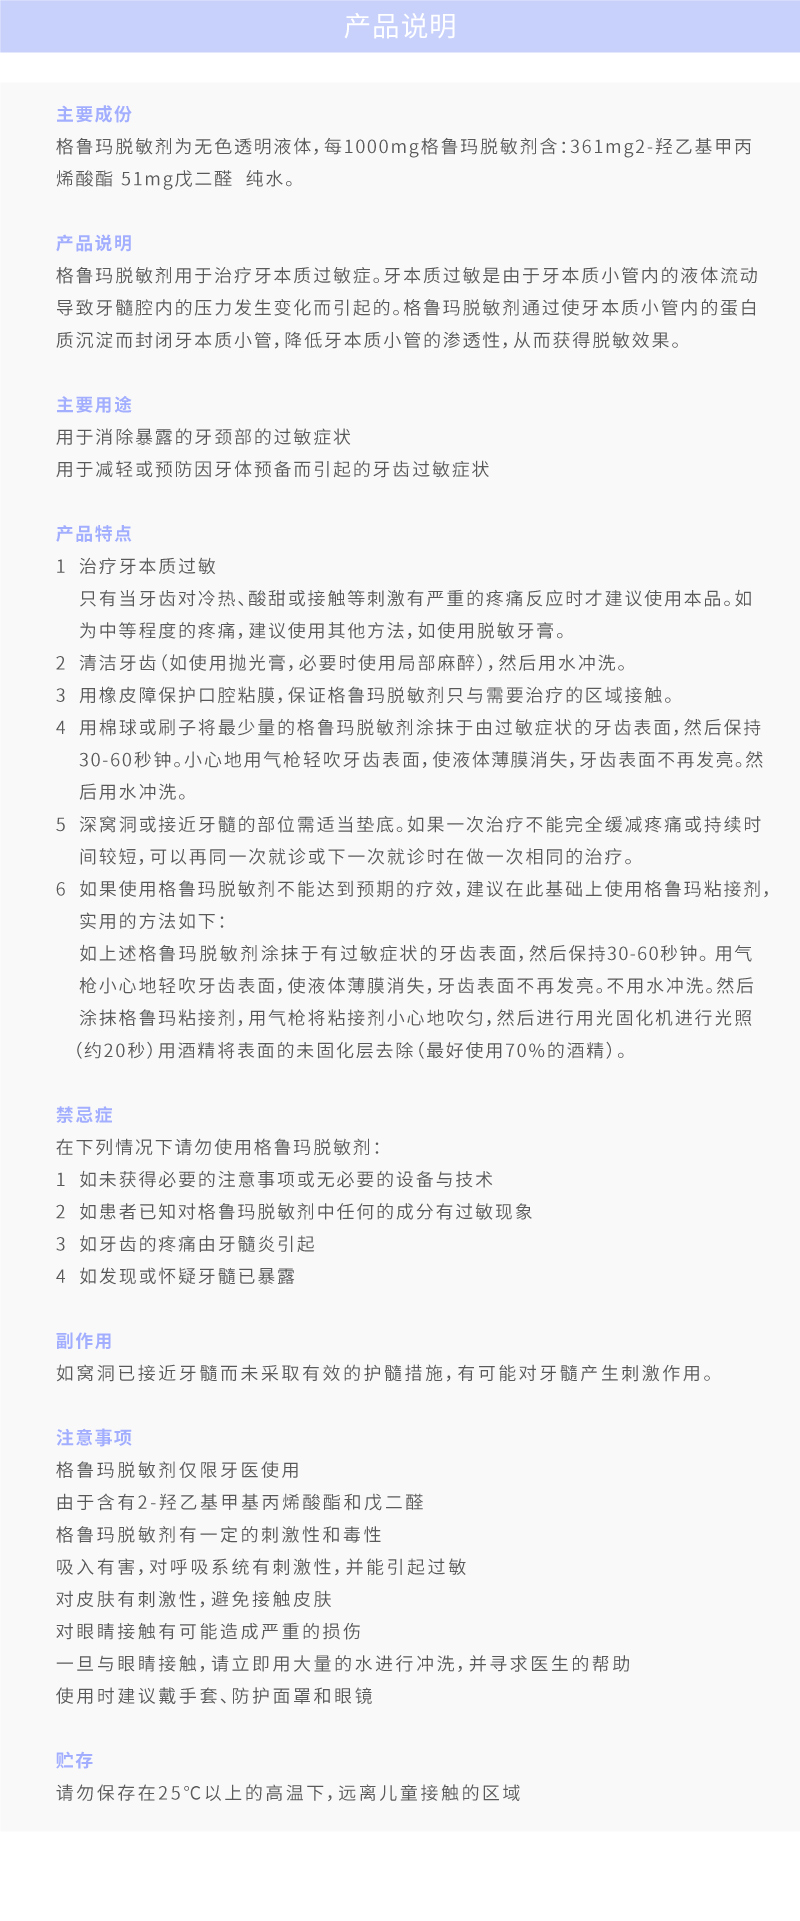 产品说明
主要成份
格鲁玛脱敏剂为无色透明液体，每1000mg格鲁玛脱敏剂含：361mg2-羟乙基甲丙
烯酸酯 51mg戊二醛  纯水。
产品说明
格鲁玛脱敏剂用于治疗牙本质过敏症。牙本质过敏是由于牙本质小管内的液体流动
导致牙髓腔内的压力发生变化而引起的。格鲁玛脱敏剂通过使牙本质小管内的蛋白
质沉淀而封闭牙本质小管，降低牙本质小管的渗透性，从而获得脱敏效果。
主要用途
用于消除暴露的牙颈部的过敏症状
用于减轻或预防因牙体预备而引起的牙齿过敏症状
产品特点
1 治疗牙本质过敏
只有当牙齿对冷热、酸甜或接触等刺激有严重的疼痛反应时才建议使用本品。如
为中等程度的疼痛，建议使用其他方法，如使用脱敏牙膏。
2 清洁牙齿（如使用抛光膏，必要时使用局部麻醉），然后用水冲洗。
3 用橡皮障保护口腔粘膜，保证格鲁玛脱敏剂只与需要治疗的区域接触。
4 用棉球或刷子将最少量的格鲁玛脱敏剂涂抹于由过敏症状的牙齿表面，然后保持
30-60秒钟。小心地用气枪轻吹牙齿表面，使液体薄膜消失，牙齿表面不再发亮。然
后用水冲洗。
5 深窝洞或接近牙髓的部位需适当垫底。如果一次治疗不能完全缓减疼痛或持续时
间较短，可以再同一次就诊或下一次就诊时在做一次相同的治疗。
6 如果使用格鲁玛脱敏剂不能达到预期的疗效，建议在此基础上使用格鲁玛粘接剂，
实用的方法如下：
如上述格鲁玛脱敏剂涂抹于有过敏症状的牙齿表面，然后保持30-60秒钟。 用气
枪小心地轻吹牙齿表面，使液体薄膜消失，牙齿表面不再发亮。不用水冲洗。然后
涂抹格鲁玛粘接剂，用气枪将粘接剂小心地吹匀，然后进行用光固化机进行光照
（约20秒）用酒精将表面的未固化层去除（最好使用70%的酒精）。
禁忌症
在下列情况下请勿使用格鲁玛脱敏剂：
1 如未获得必要的注意事项或无必要的设备与技术
2 如患者已知对格鲁玛脱敏剂中任何的成分有过敏现象
3 如牙齿的疼痛由牙髓炎引起
4 如发现或怀疑牙髓已暴露
副作用
如窝洞已接近牙髓而未采取有效的护髓措施，有可能对牙髓产生刺激作用。
注意事项
格鲁玛脱敏剂仅限牙医使用
由于含有2-羟乙基甲基丙烯酸酯和戊二醛
格鲁玛脱敏剂有一定的刺激性和毒性
吸入有害，对呼吸系统有刺激性，并能引起过敏
对皮肤有刺激性，避免接触皮肤
对眼睛接触有可能造成严重的损伤
一旦与眼睛接触，请立即用大量的水进行冲洗，并寻求医生的帮助
使用时建议戴手套、防护面罩和眼镜
贮存
请勿保存在25℃以上的高温下，远离儿童接触的区域